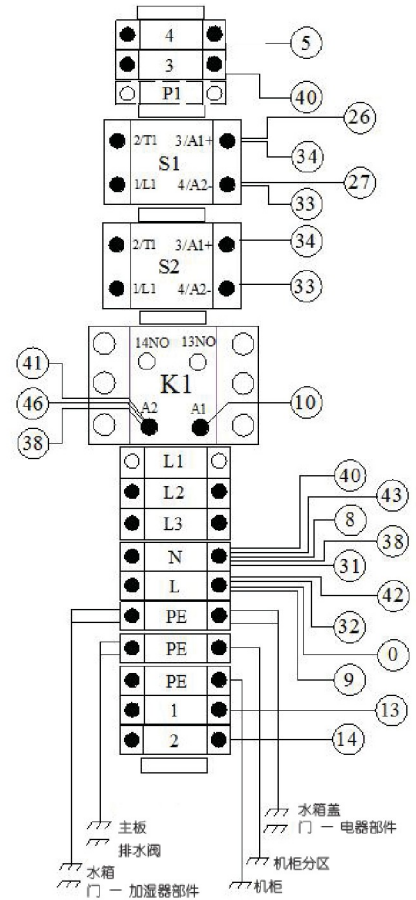 4
5
3
40
P1
26
2/T1 3/A1+
34
S1
27
1/L1 4/A2-
33
2/T1 3/A1+
34
S2
1/L1 4/A2-
33
14NO 13NO
41
K1
46
A2 A1
10
38
L1
40
L2
43
L3
8
N
38
31
L
42
PE
32
PE
0
PE
9
1
13
2
14
水箱盖
主板
门 一 电器部件
排水阀
机柜分区
水箱
机柜
门 一 加湿器部件